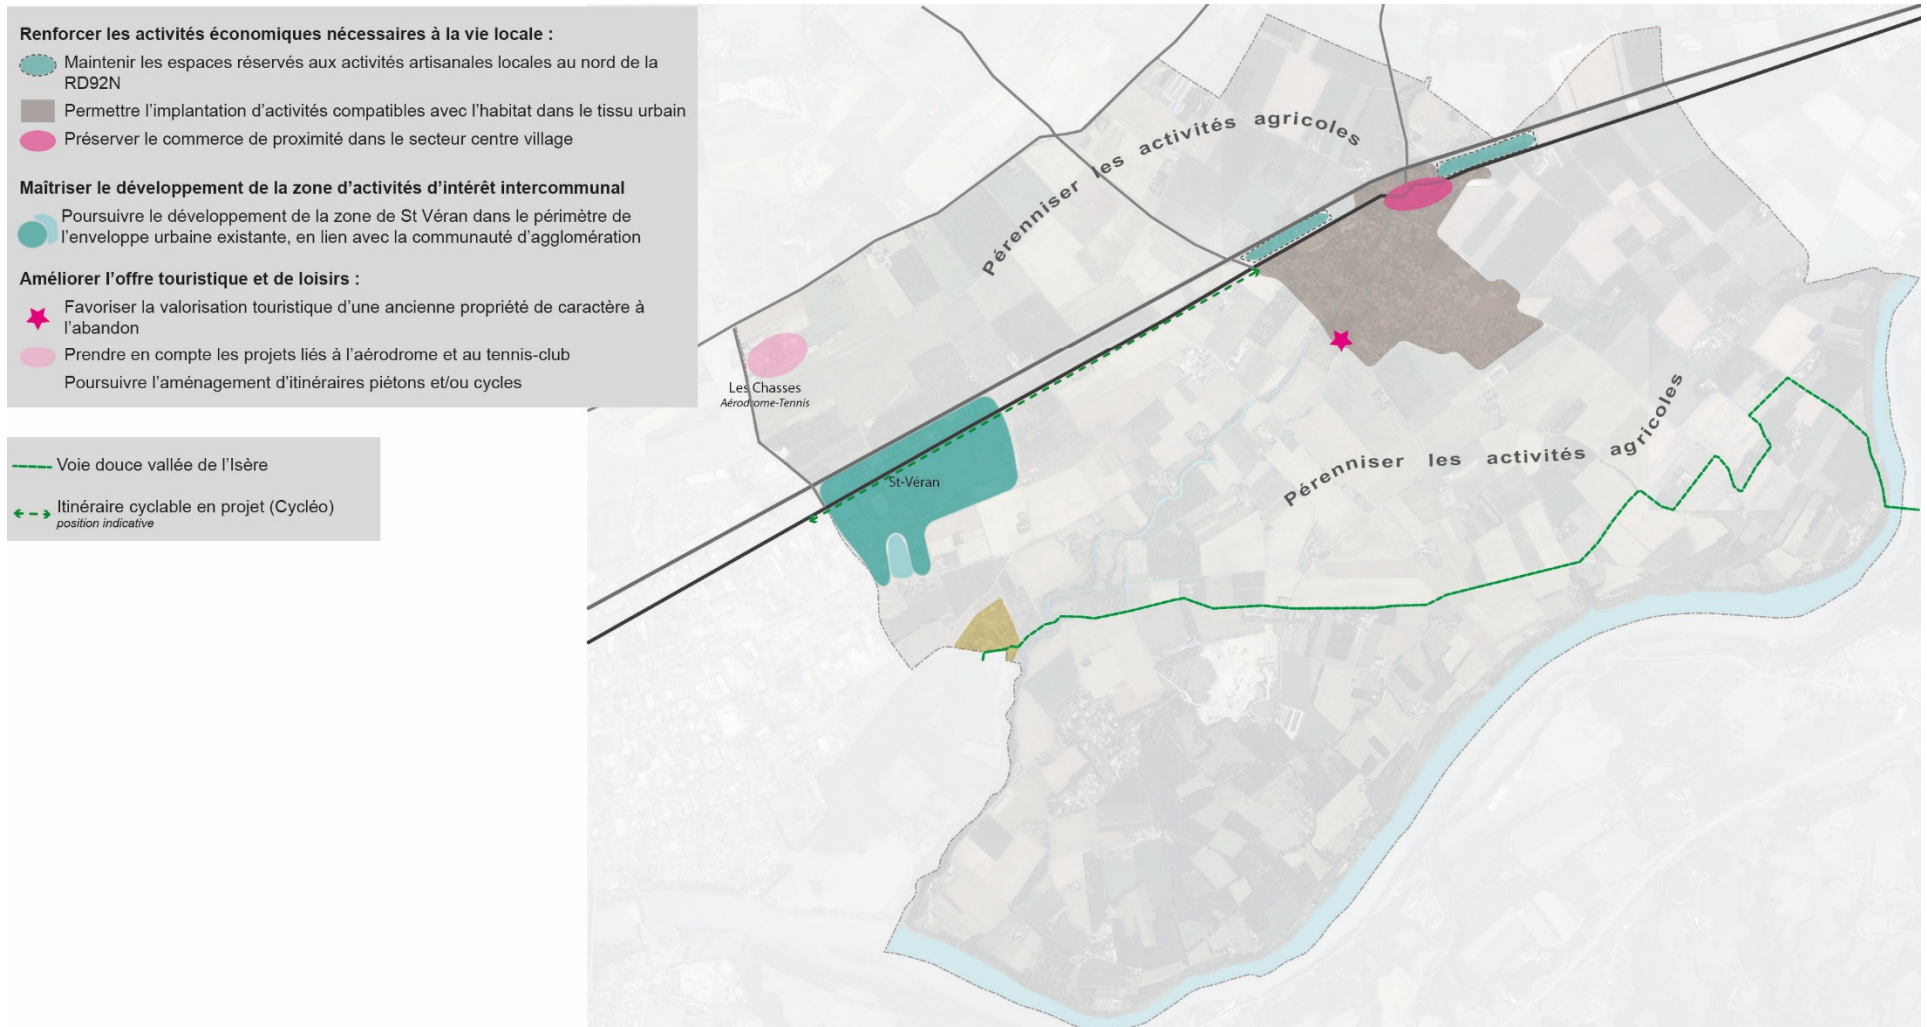 Renforcer les activités économiques nécessaires à la vie locale :
Maintenir les espaces réservés aux activités artisanales locales au nord de la
RD92N
Permettre l'implantation d'activités compatibles avec l'habitat dans le tissu urbain
Préserver le commerce de proximité dans le secteur centre village
Maîtriser le développement de la zone d'activités d'intérêt intercommunal
Poursuivre le développement de la zone de St Véran dans le périmètre de
l'enveloppe urbaine existante, en lien avec la communauté d'agglomération
Améliorer l'offre touristique et de loisirs :
Favoriser la valorisation touristique d'une ancienne propriété de caractère à
l'abandon
Prendre en compte les projets liés à l'aérodrome et au tennis-club
Poursuivre l'aménagement d'itinéraires piétons et/ou cycles
Voie douce vallée de l'Isère
Itinéraire cyclable en projet (Cycléo)
position indicative
Pérenniser les activités agricoles
Les Chasses
Aérodrome-Tennis
St-Véran
Pérenniser les activités agricoles